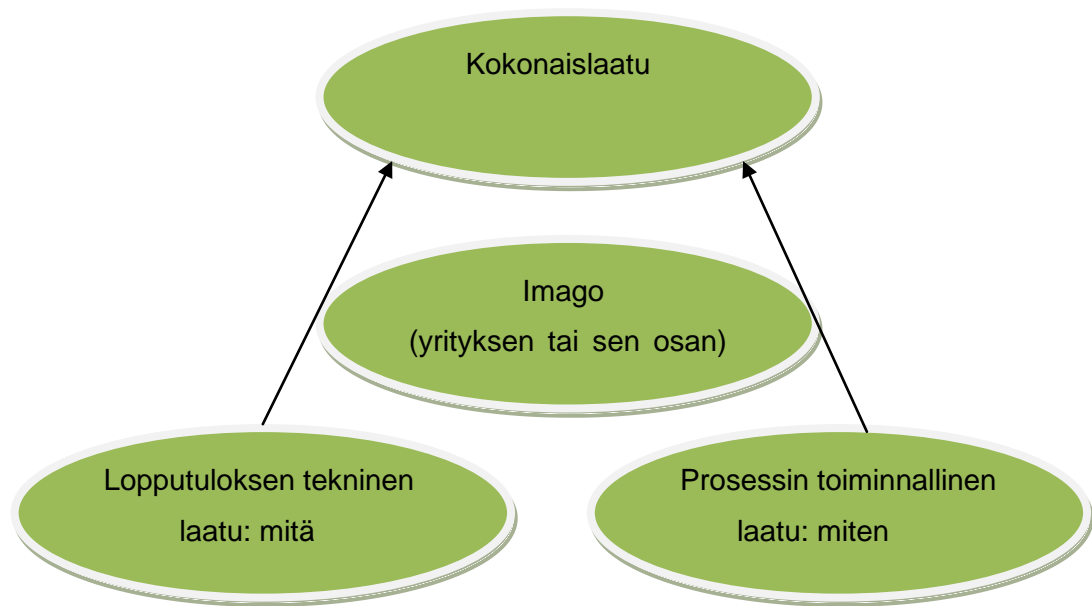 Kokonaislaatu
Imago
(yrityksen tai sen osan)
Lopputuloksen tekninen
laatu: mitä
Prosessin toiminnallinen
laatu: miten